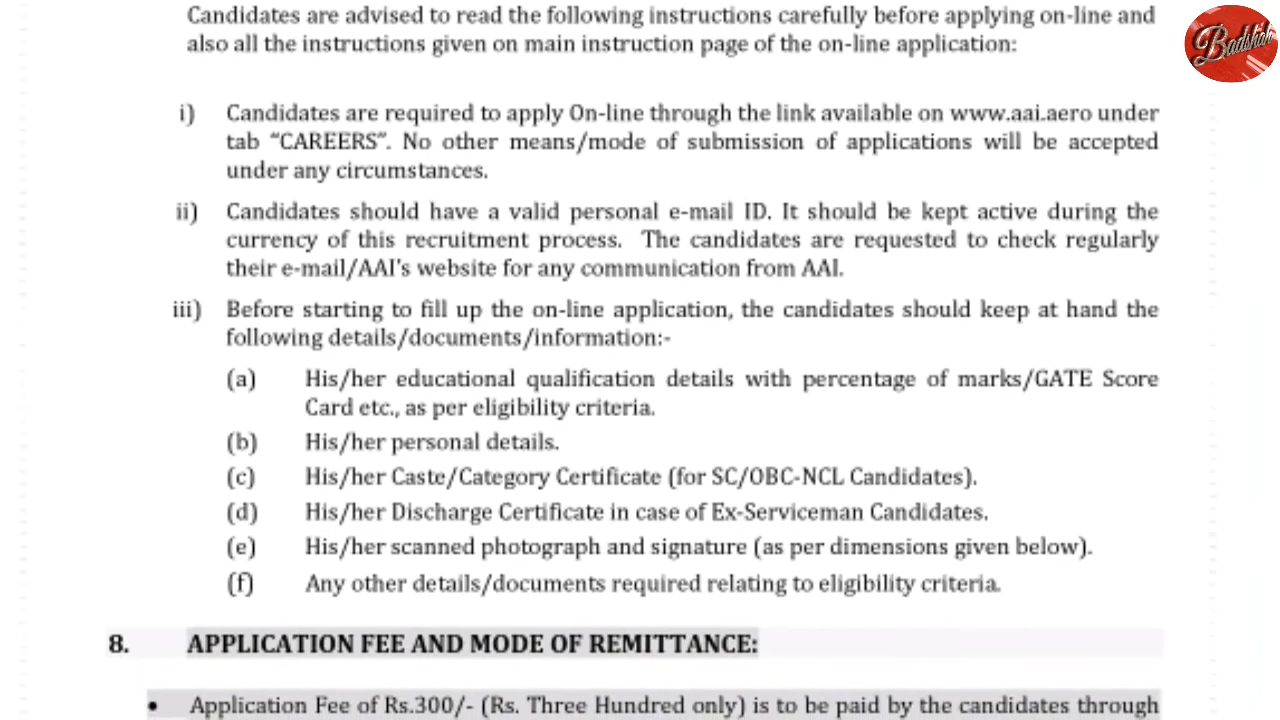 Candidates are advised to read the following instructions carefully before applying on-line and
also all the instructions given on main instruction page of the on-line application:
Badshah
i) Candidates are required to apply On-line through the link available on www.aai.aero under
tab “CAREERS”. No other means/mode of submission of applications will be accepted
under any circumstances.
ii) Candidates should have a valid personal e-mail ID. It should be kept active during the
currency of this recruitment process. The candidates are requested to check regularly
their e-mail/AAI's website for any communication from AAI.
iii) Before starting to fill up the on-line application, the candidates should keep at hand the
following details/documents/information:-
(a) His/her educational qualification details with percentage of marks/GATE Score
Card etc., as per eligibility criteria.
(b) His/her personal details.
(c) His/her Caste/Category Certificate (for SC/OBC-NCL Candidates).
(d) His/her Discharge Certificate in case of Ex-Serviceman Candidates.
(e) His/her scanned photograph and signature (as per dimensions given below).
(f) Any other details/documents required relating to eligibility criteria.
8. APPLICATION FEE AND MODE OF REMITTANCE:
• Application Fee of Rs.300/- (Rs. Three Hundred only) is to be paid by the candidates through